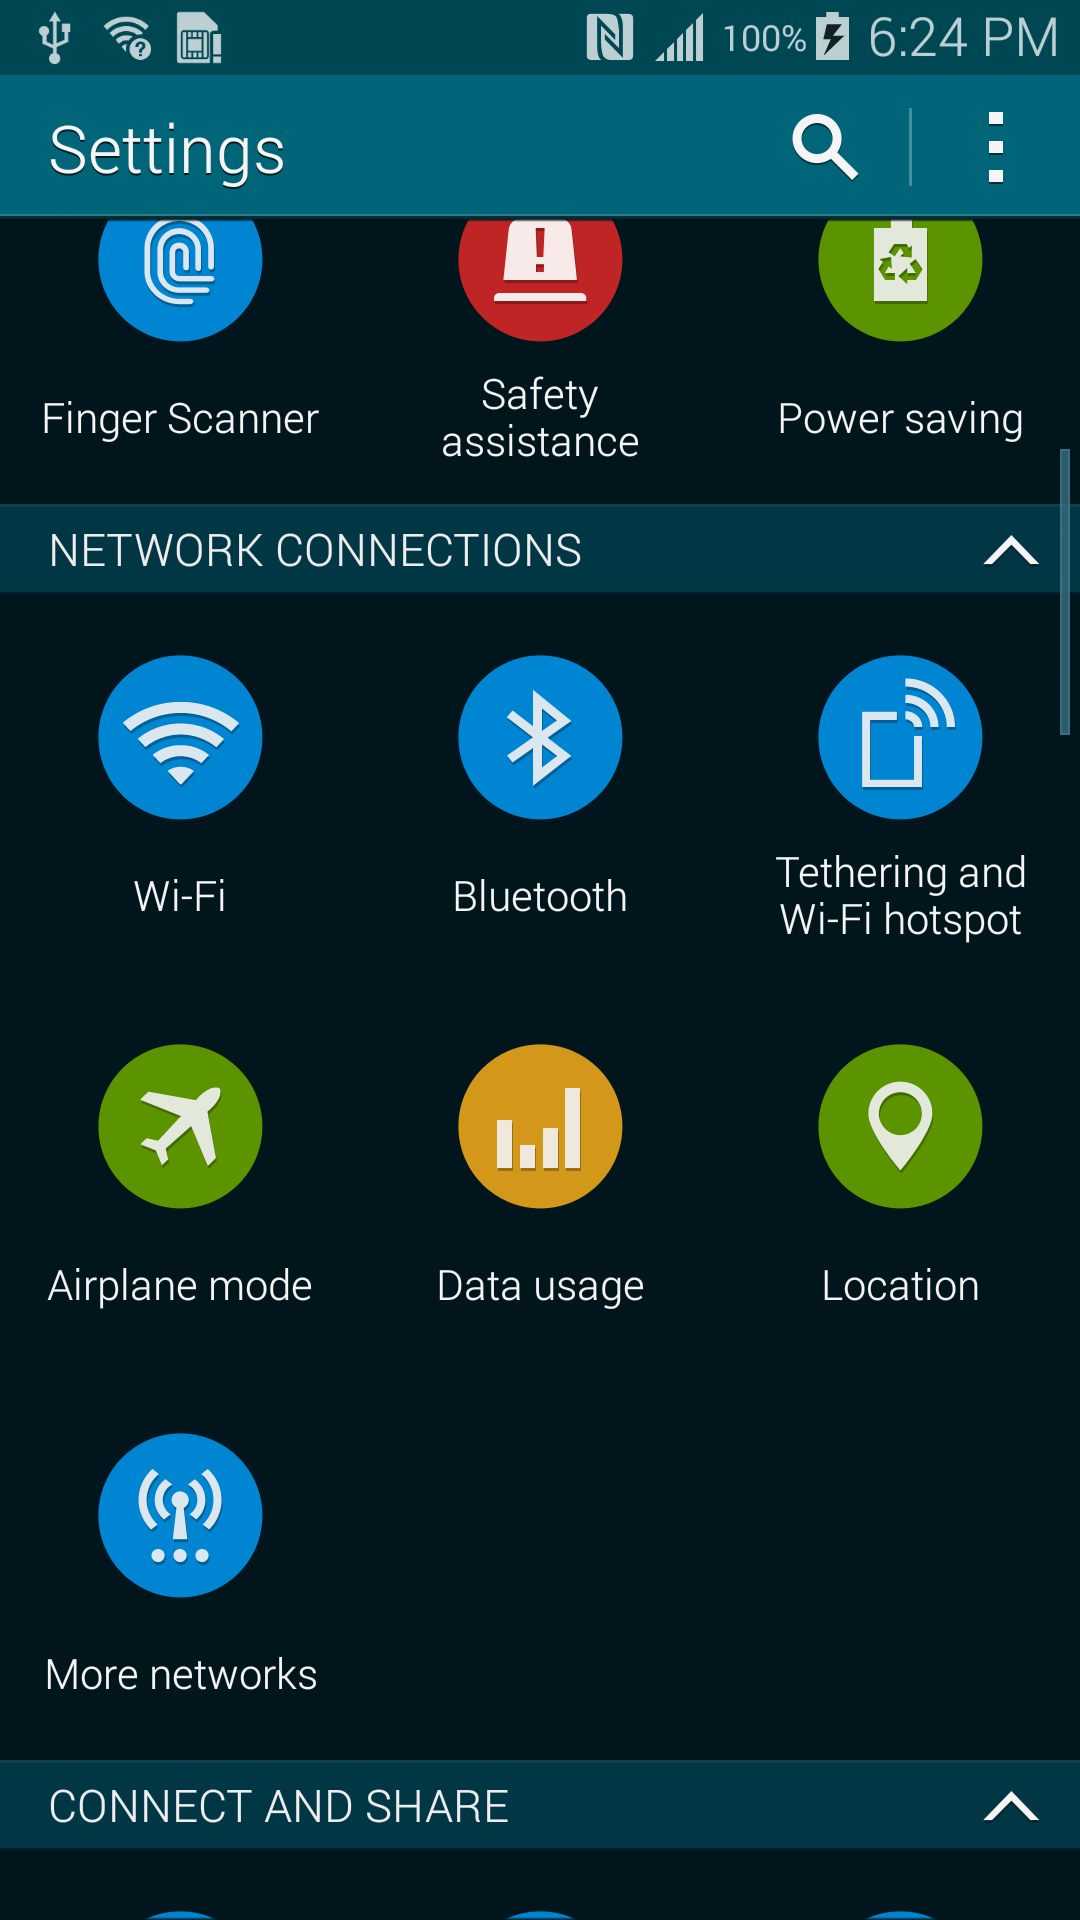 100% 6:24 PM
Settings
Finger Scanner
Safety
assistance
Power saving
NETWORK CONNECTIONS
Wi-Fi
Bluetooth
Tethering and
Wi-Fi hotspot
Airplane mode
Data usage
Location
More networks
CONNECT AND SHARE